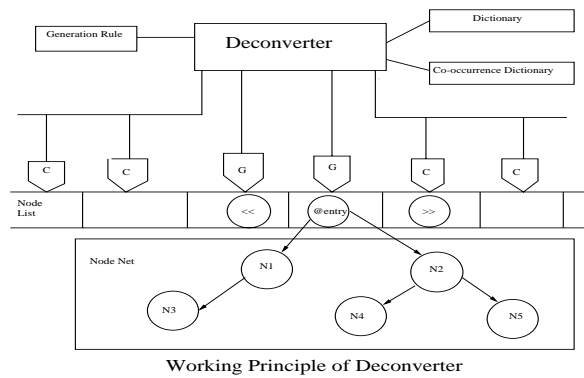 Dictionary
Generation Rule
Deconverter
Co-occurrence Dictionary
C
C
G
G
C
C
Node
List
<<
@entry
>>
Node Net
N1
N2
N3
N4
N5
Working Principle of Deconverter